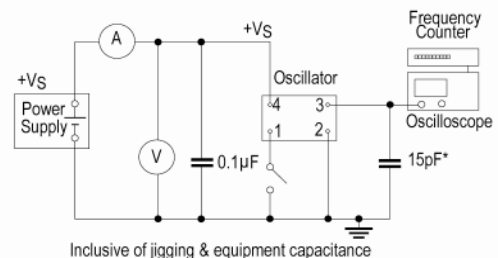 Frequency
Counter
+VS
A
+VS
Oscillator
Power
Supply
4 3
1 2
Oscilloscope
V
0.1µF
15pF*
Inclusive of jigging & equipment capacitance